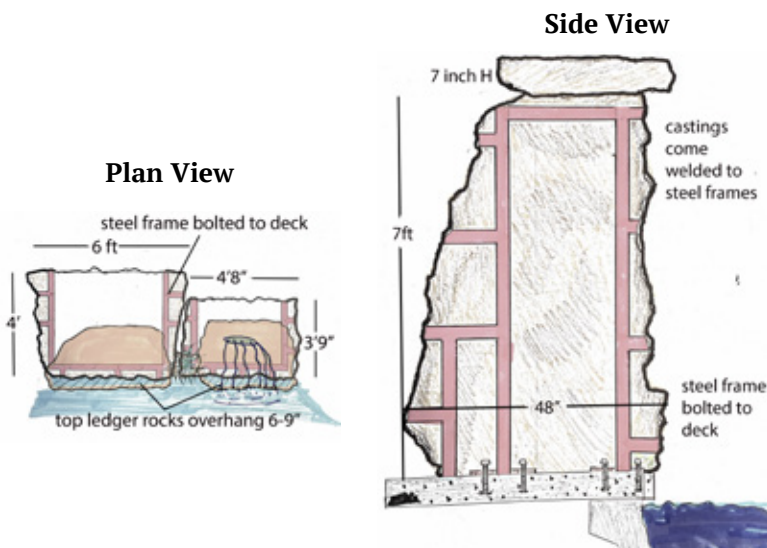 Side View
7 inch H
castings
come
welded to
steel frames
Plan View
steel frame bolted to deck
6 ft
4'8"
7ft
4'
3'9"
top ledger rocks overhang 6-9"
48"
steel frame
bolted to
deck